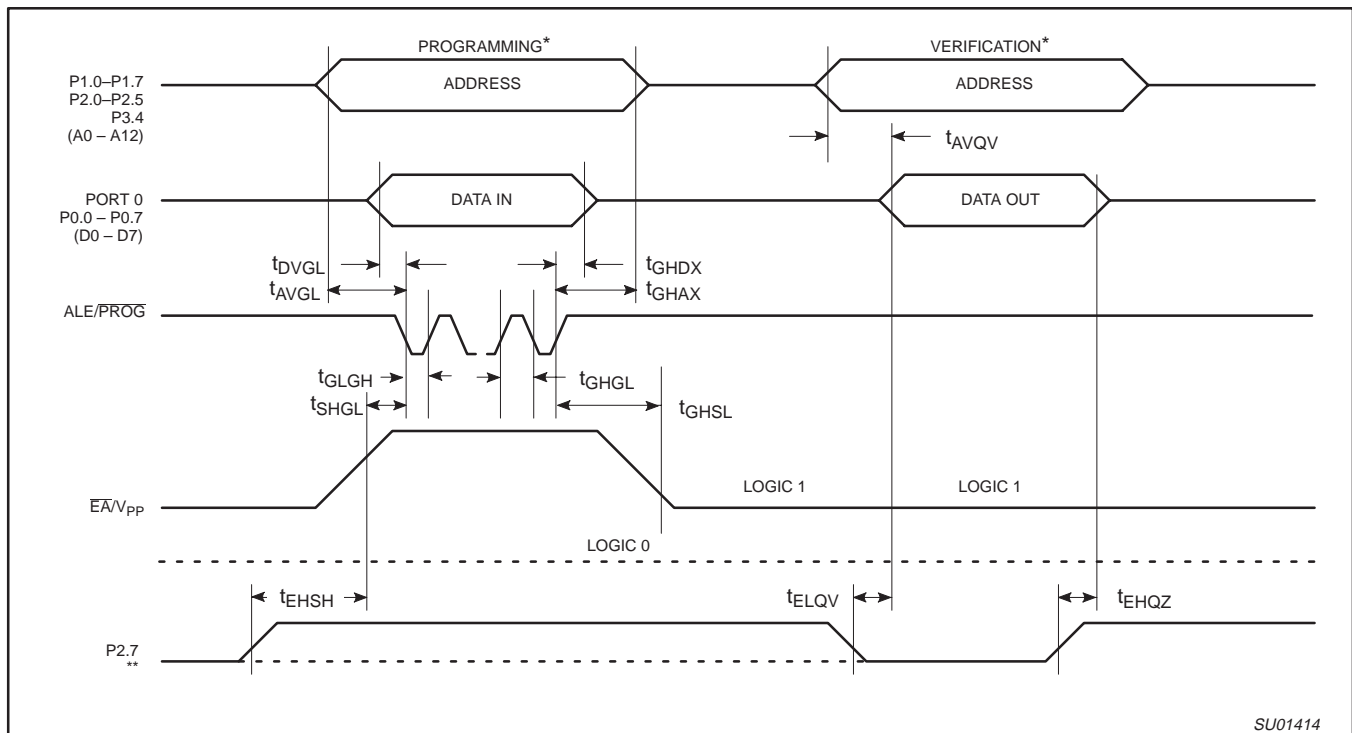 PROGRAMMING*
VERIFICATION*
P1.0–P1.7
P2.0–P2.5
P3.4
(A0 – A12)
ADDRESS
ADDRESS
tAVQV
PORT 0
P0.0 – P0.7
(D0 – D7)
DATA IN
DATA OUT
tDVGL
tGHDX
tAVGL
tGHAX
ALE/PROG
tGLGH
tGHGL
tSHGL
tGHSL
EA/VPP
LOGIC 1
LOGIC 1
LOGIC 0
tEHSH
tELQV
tEHQZ
P2.7
**
SU01414